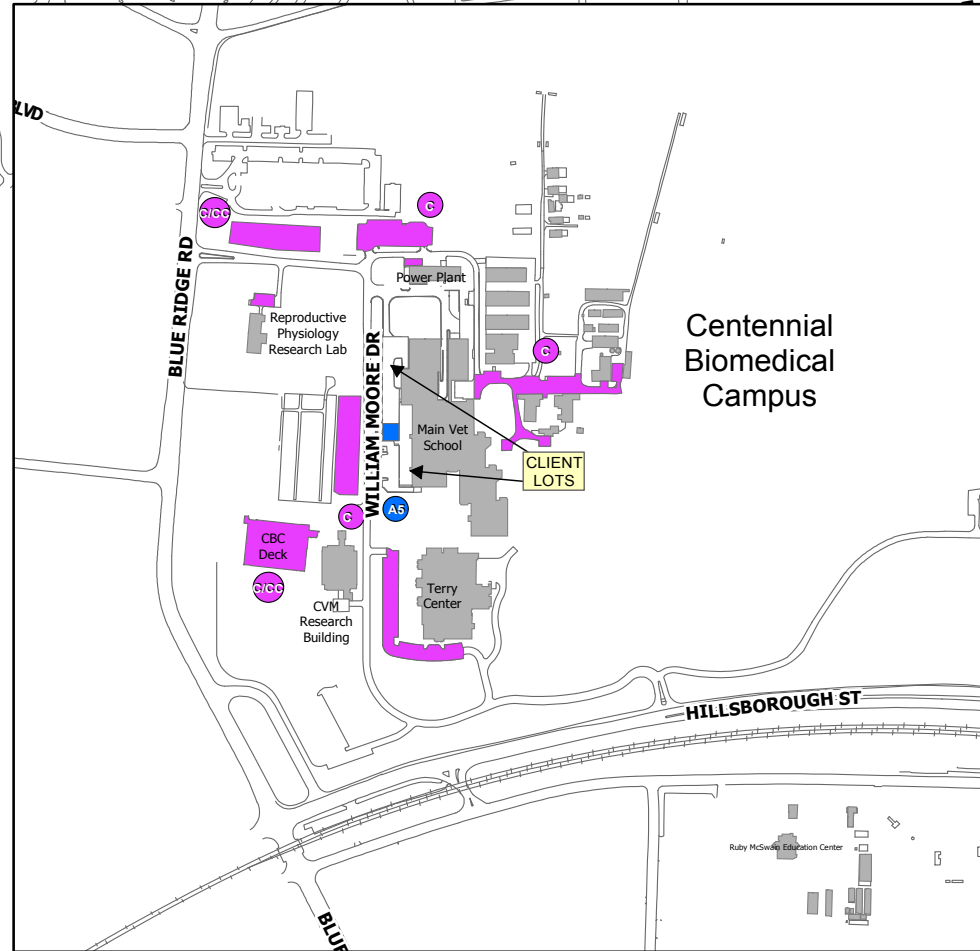 LVD
C/CC
C
BLUE RIDGE RD
Power Plant
Reproductive
Physiology
Research Lab
WILLIAM MOORE DR
C
Centennial
Biomedical
Campus
Main Vet
School
CLIENT
LOTS
C
A5
CBC
Deck
C/CC
Terry
Center
CVM
Research
Building
HILLSBOROUGH ST
Ruby McSwain Education Center
BLUE